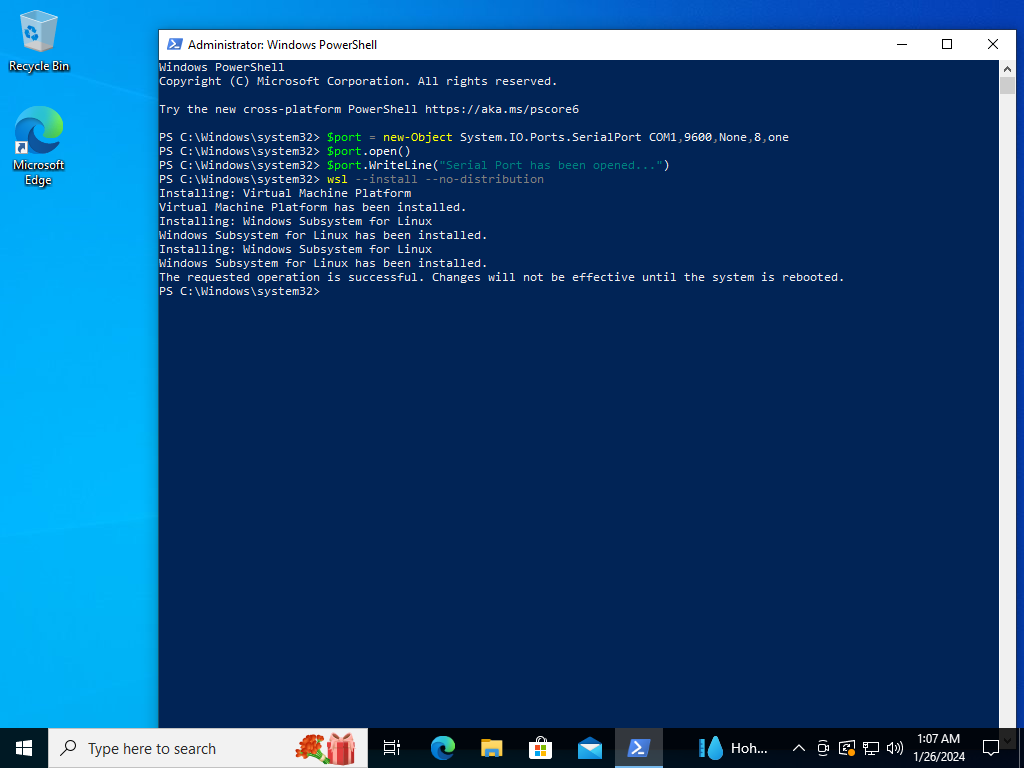 Recycle Bin
Microsoft
Edge
Administrator: Windows PowerShell
Windows PowerShell
Copyright (C) Microsoft Corporation. All rights reserved.
Try the new cross-platform PowerShell https://aka.ms/pscore6
PS C:\Windows\system32> $port = new-Object System.IO.Ports.SerialPort COM1,9600,None,8,one
PS C:\Windows\system32> $port.open()
PS C:\Windows\system32> $port.WriteLine("Serial Port has been opened...")
PS C:\Windows\system32> wsl --install --no-distribution
Installing: Virtual Machine Platform
Virtual Machine Platform has been installed.
Installing: Windows Subsystem for Linux
Windows Subsystem for Linux has been installed.
Installing: Windows Subsystem for Linux
Windows Subsystem for Linux has been installed.
The requested operation is successful. Changes will not be effective until the system is rebooted.
PS C:\Windows\system32>
Type here to search
Hoh...
1:07 AM
1/26/2024